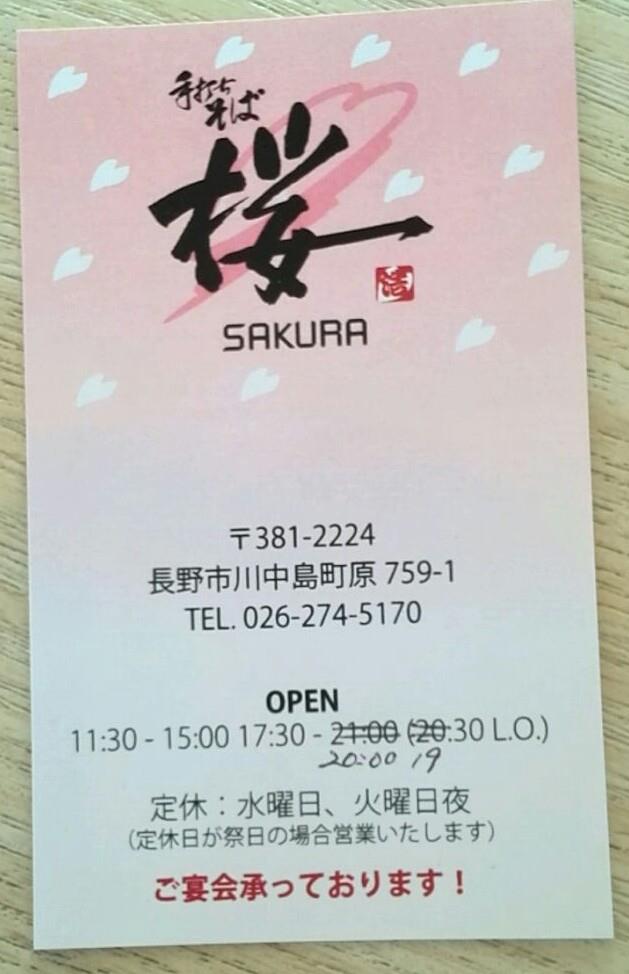 手打ち
そば
桜
SAKURA
〒381-2224
長野市川中島町原 759-1
TEL. 026-274-5170
OPEN
11:30 - 15:00 17:30 - 21:00 (20:30 L.O.)
20:00 19
定休：水曜日、火曜日夜
（定休日が祭日の場合営業いたします）
ご宴会承っております！